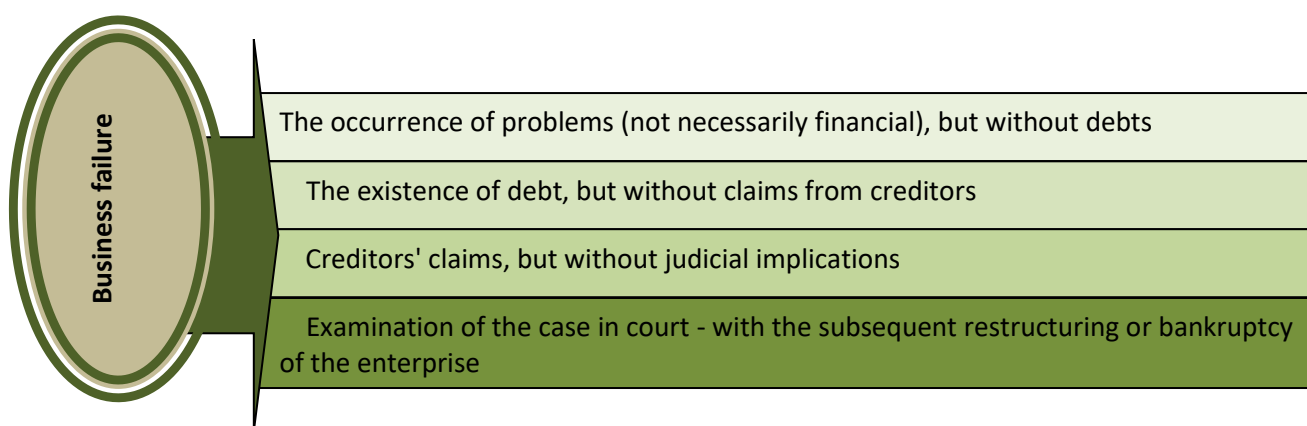 Business failure
The occurrence of problems (not necessarily financial), but without debts
The existence of debt, but without claims from creditors
Creditors' claims, but without judicial implications
Examination of the case in court - with the subsequent restructuring or bankruptcy
of the enterprise